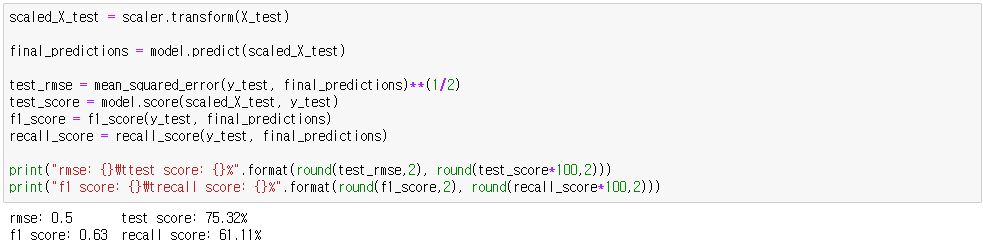 scaled_X_test = scaler.transform(X_test)
final_predictions = model.predict(scaled_X_test)
test_rmse = mean_squared_error(y_test, final_predictions)**(1/2)
test_score = model.score(scaled_X_test, y_test)
f1_score = f1_score(y_test, final_predictions)
recall_score = recall_score(y_test, final_predictions)
print("rmse: {}₩ttest score: {}%".format(round(test_rmse,2), round(test_score*100,2)))
print("f1 score: {}₩trecall score: {}%".format(round(f1_score,2), round(recall_score*100,2)))
rmse: 0.5 test score: 75.32%
f1 score: 0.63 recall score: 61.11%